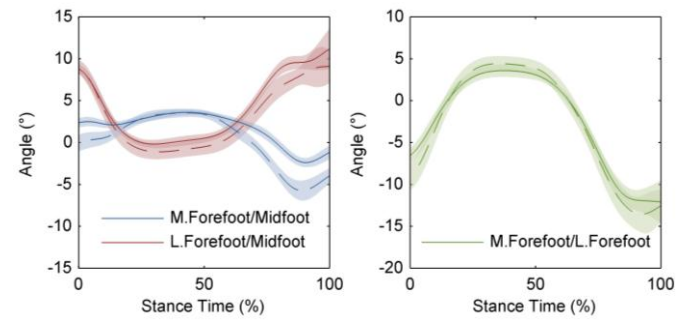 15
10
5
0
-5
-10
-15
Angle (°)
M.Forefoot/Midfoot
L.Forefoot/Midfoot
0
50
100
Stance Time (%)
10
5
0
-5
-10
-15
-20
Angle (°)
M.Forefoot/L.Forefoot
0
50
100
Stance Time (%)